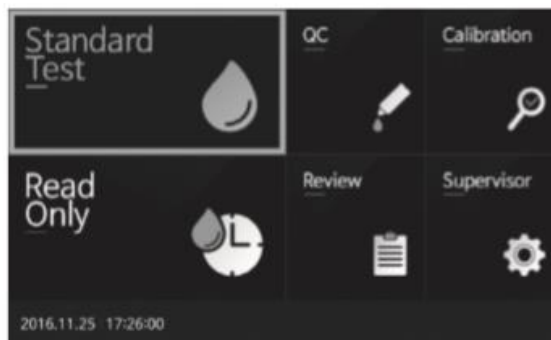 Standard
Test
QC
Calibration
Read
Only
Review
Supervisor
2016.11.25 17:26:00